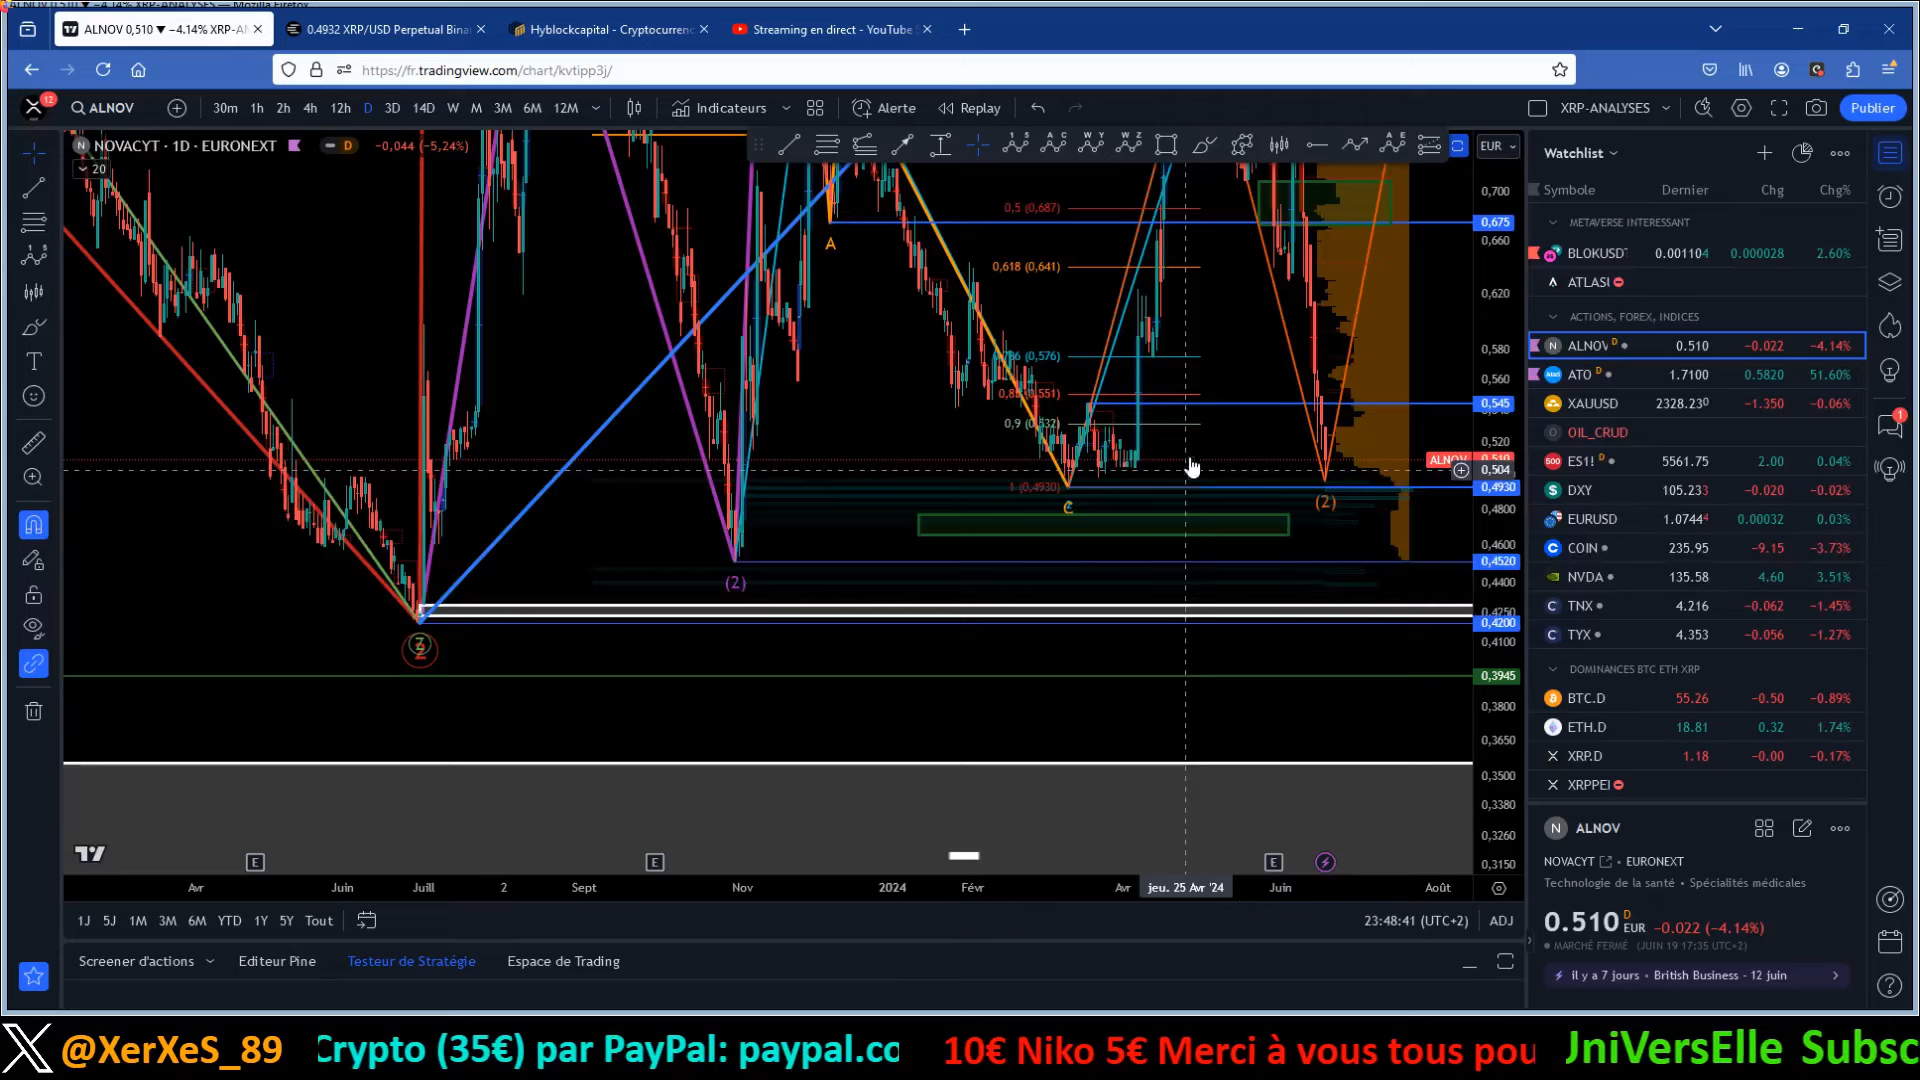 ALNOV 0,510 ▼ −4.14% XRP-AN
0.4932 XRP/USD Perpetual Bina
Hyblockcapital - Cryptocurrenc
Streaming en direct - YouTube
https://fr.tradingview.com/chart/kvtipp3j/
12
ALNOV
30m 1h 2h 4h 12h D 3D 14D W M 3M 6M 12M
Indicateurs
Alerte
Replay
XRP-ANALYSES
Publier
NOVACYT · 1D · EURONEXT
D
−0,044 (−5,24%)
20
EUR
0,700
0,675
0,660
0,620
0,580
0,560
0,545
0,520
ALNOV 0,510
0,504
0,4930
0,4800
0,4600
0,4520
0,4400
0,4250
0,4200
0,4100
0,3945
0,3800
0,3650
0,3500
0,3380
0,3260
0,3150
0,5 (0,687)
0,618 (0,641)
0,9 (0,532)
1 (0,4930)
A
C
(2)
(2)
E E E
Avr Juin Juill 2 Sept Nov 2024 Févr Avr jeu. 25 Avr '24 Juin Août
1J 5J 1M 3M 6M YTD 1Y 5Y Tout
23:48:41 (UTC+2) ADJ
Screener d'actions Editeur Pine Testeur de Stratégie Espace de Trading
Watchlist
Symbole Dernier Chg Chg%
METAVERSE INTERESSANT
BLOKUSDT 0.001104 0.000028 2.60%
ATLASU
ACTIONS, FOREX, INDICES
ALNOV D 0.510 −0.022 −4.14%
ATO D 1.7100 0.5820 51.60%
XAUUSD 2328.230 −1.350 −0.06%
OIL_CRUD
ES1! D 5561.75 2.00 0.04%
DXY 105.233 −0.020 −0.02%
EURUSD 1.07444 0.00032 0.03%
COIN 235.95 −9.15 −3.73%
NVDA 135.58 4.60 3.51%
TNX 4.216 −0.062 −1.45%
TYX 4.353 −0.056 −1.27%
DOMINANCES BTC ETH XRP
BTC.D 55.26 −0.50 −0.89%
ETH.D 18.81 0.32 1.74%
XRP.D 1.18 −0.00 −0.17%
XRPPEI
1
N ALNOV
NOVACYT • EURONEXT
Technologie de la santé • Spécialités médicales
0.510 D EUR −0.022 (−4.14%)
MARCHÉ FERMÉ (JUIN 19 17:35 UTC+2)
il y a 7 jours • British Business - 12 juin
@XerXeS_89 Crypto (35€) par PayPal: paypal.co 10€ Niko 5€ Merci à vous tous pou JniVersElle Subsc